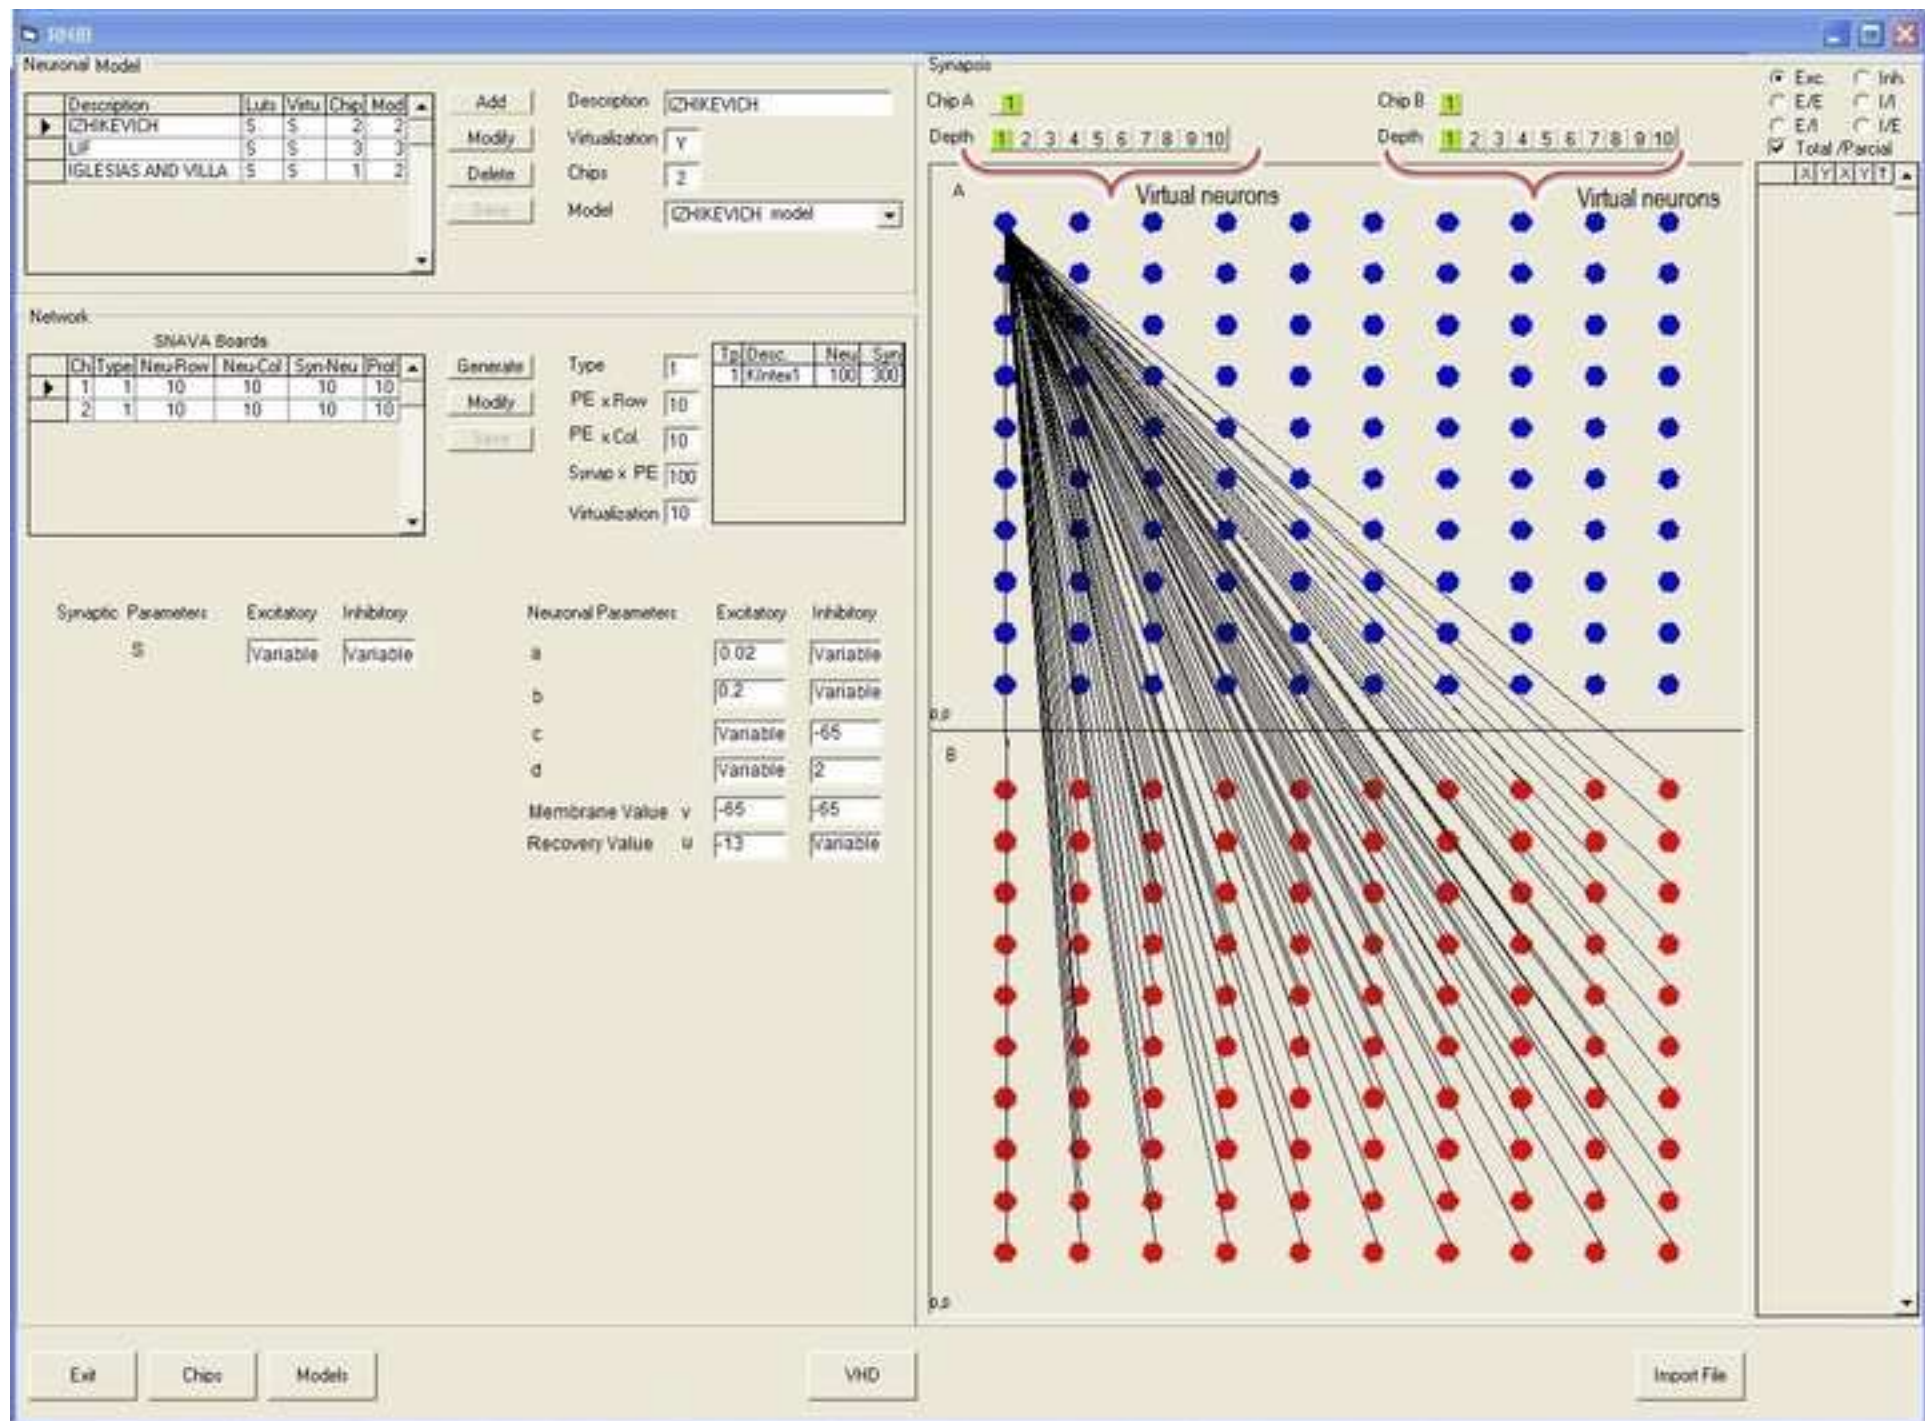 Neuronal Model
Description Luts Virtu Chip Mod
IZHIKEVICH S S 2 2
LIF S S 3 3
IGLESIAS AND VILLA S S 1 2
Add
Modify
Delete
Save
Description IZHIKEVICH
Virtualization Y
Chips 2
Model IZHIKEVICH model
Network
SNAVA Boards
Ch Type Neu-Row Neu-Col Syn-Neu Prof
1 1 10 10 10 10
2 1 10 10 10 10
Generate
Modify
Save
Type 1
PE x Row 10
PE x Col 10
Synap x PE 100
Virtualization 10
Tp Desc. Neu Syn
1 Kintex1 100 300
Synaptic Parameters Excitatory Inhibitory
S Variable Variable
Neuronal Parameters Excitatory Inhibitory
a 0.02 Variable
b 0.2 Variable
c Variable -65
d Variable 2
Membrane Value v -65 -65
Recovery Value u -13 Variable
Synapsis
Chip A 1
Depth 1 2 3 4 5 6 7 8 9 10
Chip B 1
Depth 1 2 3 4 5 6 7 8 9 10
A
Virtual neurons
Virtual neurons
0,0
B
0,0
Exc. Inh.
E/E I/I
E/I I/E
Total /Parcial
X Y X Y T
Exit
Chips
Models
VHD
Import File